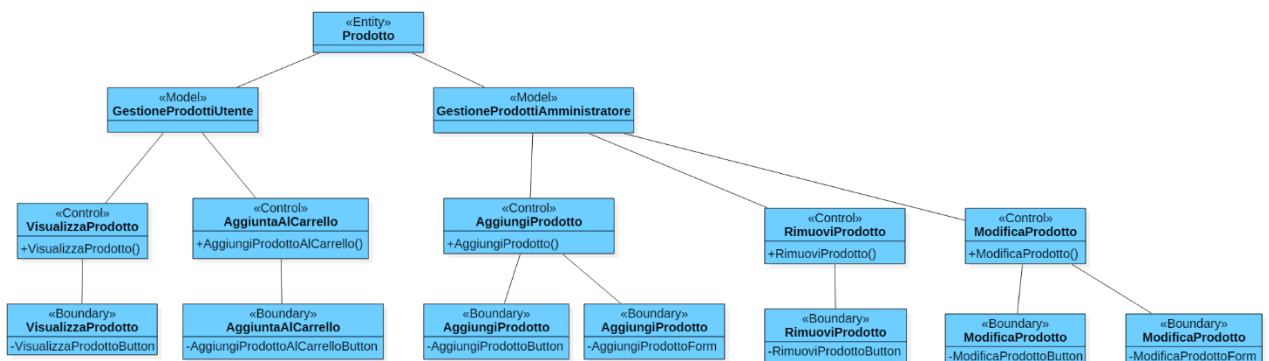 «Entity»
Prodotto
«Model»
GestioneProdottiUtente
«Model»
GestioneProdottiAmministratore
«Control»
VisualizzaProdotto
+VisualizzaProdotto()
«Control»
AggiuntaAlCarrello
+AggiungiProdottoAlCarrello()
«Control»
AggiungiProdotto
+AggiungiProdotto()
«Control»
RimuoviProdotto
+RimuoviProdotto()
«Control»
ModificaProdotto
+ModificaProdotto()
«Boundary»
VisualizzaProdotto
-VisualizzaProdottoButton
«Boundary»
AggiuntaAlCarrello
-AggiungiProdottoAlCarrelloButton
«Boundary»
AggiungiProdotto
-AggiungiProdottoButton
«Boundary»
AggiungiProdotto
-AggiungiProdottoForm
«Boundary»
RimuoviProdotto
-RimuoviProdottoButton
«Boundary»
ModificaProdotto
-ModificaProdottoButton
«Boundary»
ModificaProdotto
-ModificaProdottoForm